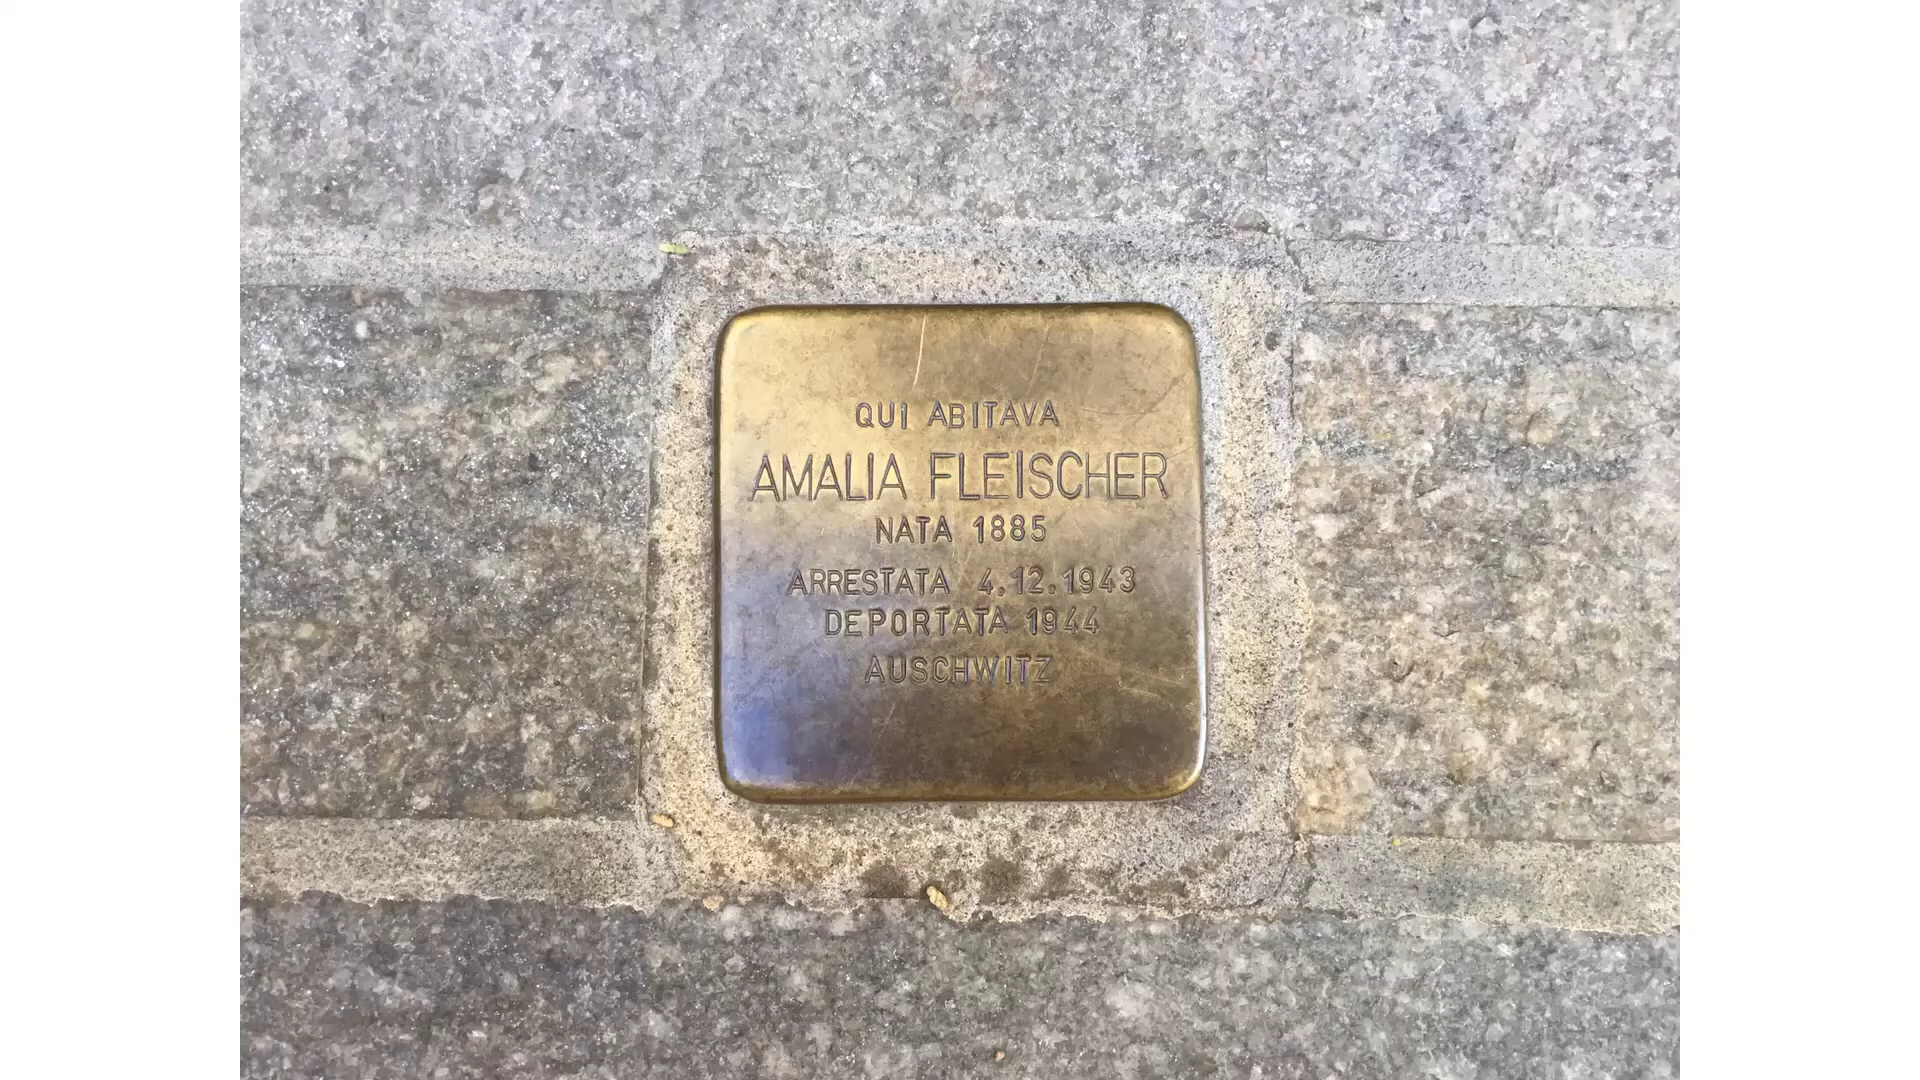 QUI ABITAVA
AMALIA FLEISCHER
NATA 1885
ARRESTATA 4.12.1943
DEPORTATA 1944
AUSCHWITZ